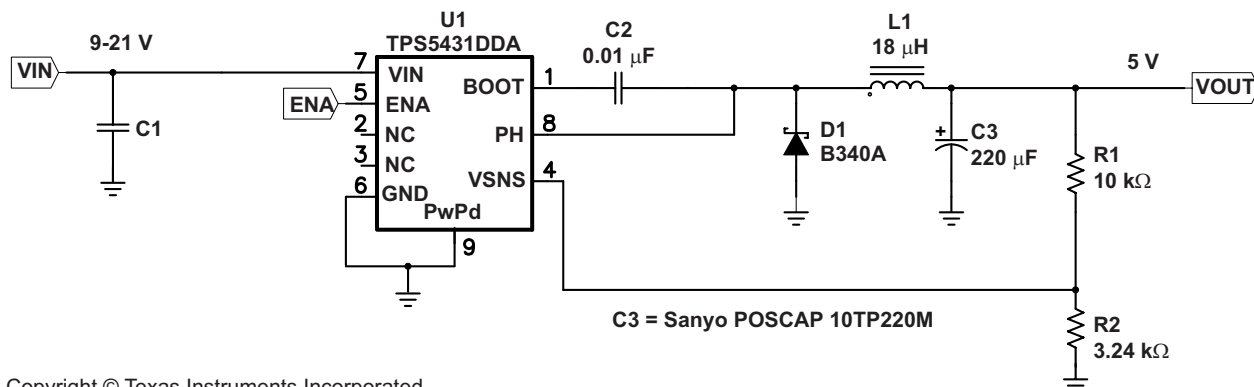 U1
TPS5431DDA
9-21 V
VIN
C1
ENA
7
5
2
3
6
VIN
ENA
NC
NC
GND
BOOT
PH
VSNS
PwPd
1
8
4
9
C2
0.01 μF
L1
18 μH
5 V
VOUT
D1
B340A
+
C3
220 μF
R1
10 kΩ
C3 = Sanyo POSCAP 10TP220M
R2
3.24 kΩ
Copyright © Texas Instruments Incorporated